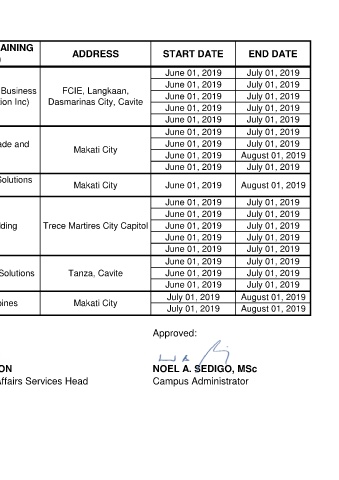 AINING ADDRESS START DATE END DATE
)
June 01, 2019 July 01, 2019
June 01, 2019 July 01, 2019
Business FCIE, Langkaan, June 01, 2019 July 01, 2019
ion Inc) Dasmarinas City, Cavite June 01, 2019 July 01, 2019
June 01, 2019 July 01, 2019
June 01, 2019 July 01, 2019
ade and Makati City June 01, 2019 July 01, 2019
June 01, 2019 August 01, 2019
June 01, 2019 July 01, 2019
Solutions Makati City June 01, 2019 August 01, 2019
June 01, 2019 July 01, 2019
June 01, 2019 July 01, 2019
lding Trece Martires City Capitol June 01, 2019 July 01, 2019
June 01, 2019 July 01, 2019
June 01, 2019 July 01, 2019
June 01, 2019 July 01, 2019
Solutions Tanza, Cavite June 01, 2019 July 01, 2019
June 01, 2019 July 01, 2019
pines Makati City July 01, 2019 August 01, 2019
July 01, 2019 August 01, 2019
Approved:
ON NOEL A. SEDIGO, MSc
Affairs Services Head Campus Administrator